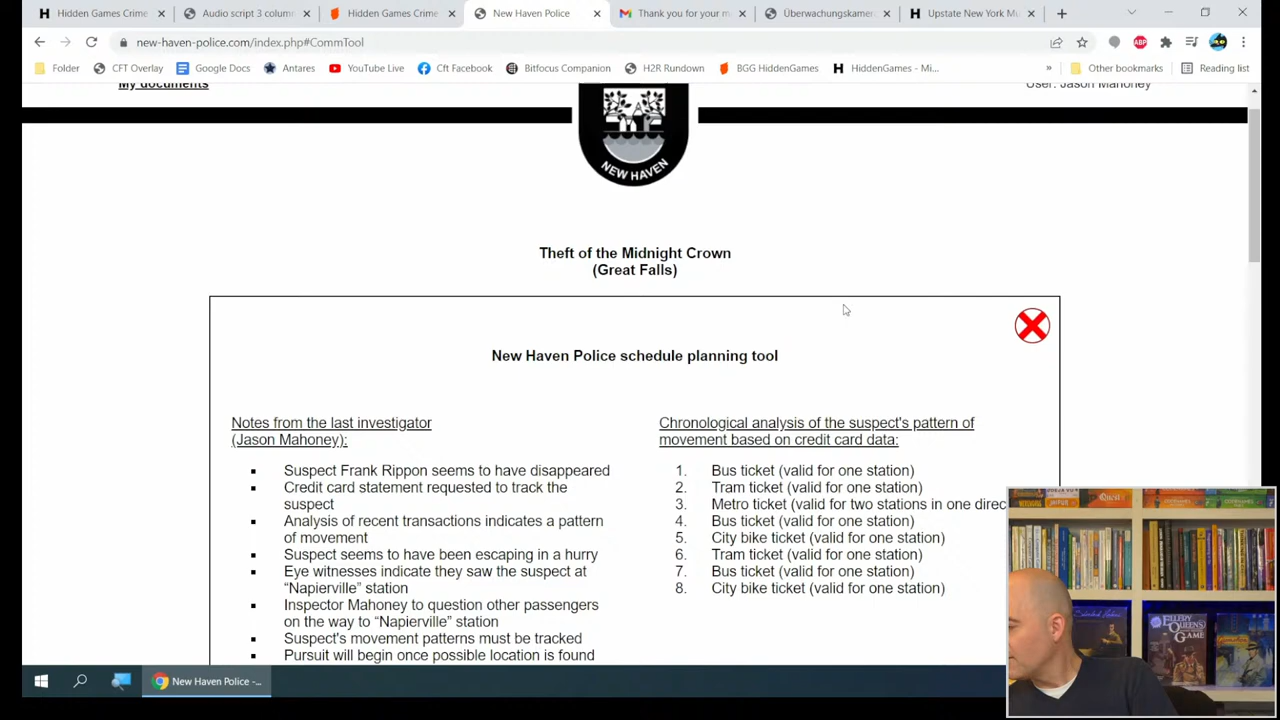 Hidden Games Crime
Audio script 3 column
Hidden Games Crime
New Haven Police
Thank you for your m
Überwachungskamer
Upstate New York Mu
new-haven-police.com/index.php#CommTool
ABP
Folder
CFT Overlay
Google Docs
Antares
YouTube Live
Cft Facebook
Bitfocus Companion
H2R Rundown
BGG HiddenGames
HiddenGames - Mi...
»
Other bookmarks
Reading list
My documents
User: Jason Mahoney
NEW HAVEN
Theft of the Midnight Crown
(Great Falls)
New Haven Police schedule planning tool
Notes from the last investigator
(Jason Mahoney):
Suspect Frank Rippon seems to have disappeared
Credit card statement requested to track the
suspect
Analysis of recent transactions indicates a pattern
of movement
Suspect seems to have been escaping in a hurry
Eye witnesses indicate they saw the suspect at
“Napierville” station
Inspector Mahoney to question other passengers
on the way to “Napierville” station
Suspect's movement patterns must be tracked
Pursuit will begin once possible location is found
Chronological analysis of the suspect's pattern of
movement based on credit card data:
1. Bus ticket (valid for one station)
2. Tram ticket (valid for one station)
3. Metro ticket (valid for two stations in one direc
4. Bus ticket (valid for one station)
5. City bike ticket (valid for one station)
6. Tram ticket (valid for one station)
7. Bus ticket (valid for one station)
8. City bike ticket (valid for one station)
New Haven Police -...
Quest
ELLERY QUEEN'S
GAME